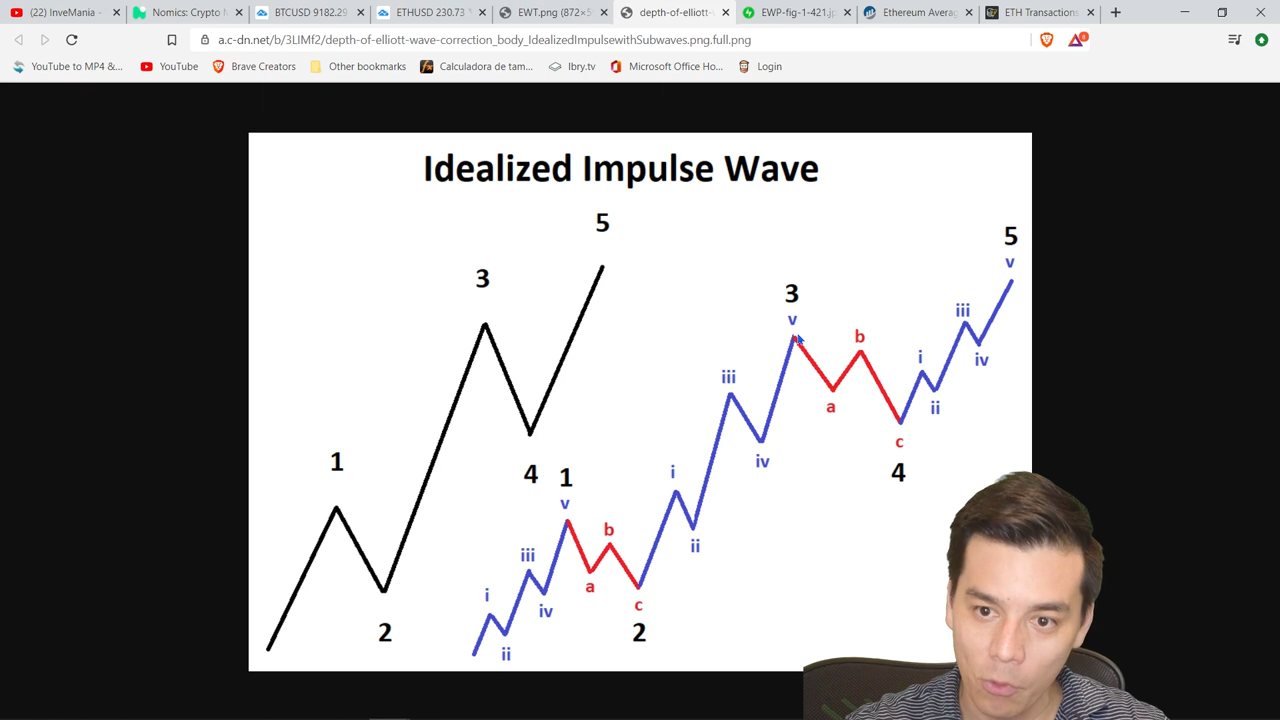 (22) InveMania -
Nomics: Crypto M
BTCUSD 9182.29
ETHUSD 230.73
EWT.png (872×5
depth-of-elliott-
EWP-fig-1-421.jp
Ethereum Averag
ETH Transactions
a.c-dn.net/b/3LIMf2/depth-of-elliott-wave-correction_body_IdealizedImpulsewithSubwaves.png.full.png
YouTube to MP4 &... YouTube Brave Creators Other bookmarks Calculadora de tam... lbry.tv Microsoft Office Ho... Login
Idealized Impulse Wave
5
3
1
4
2
1
v
iii
i
b
iv
ii
a
c
2
3
v
iii
i
iv
ii
b
a
c
4
5
v
iii
i
iv
ii